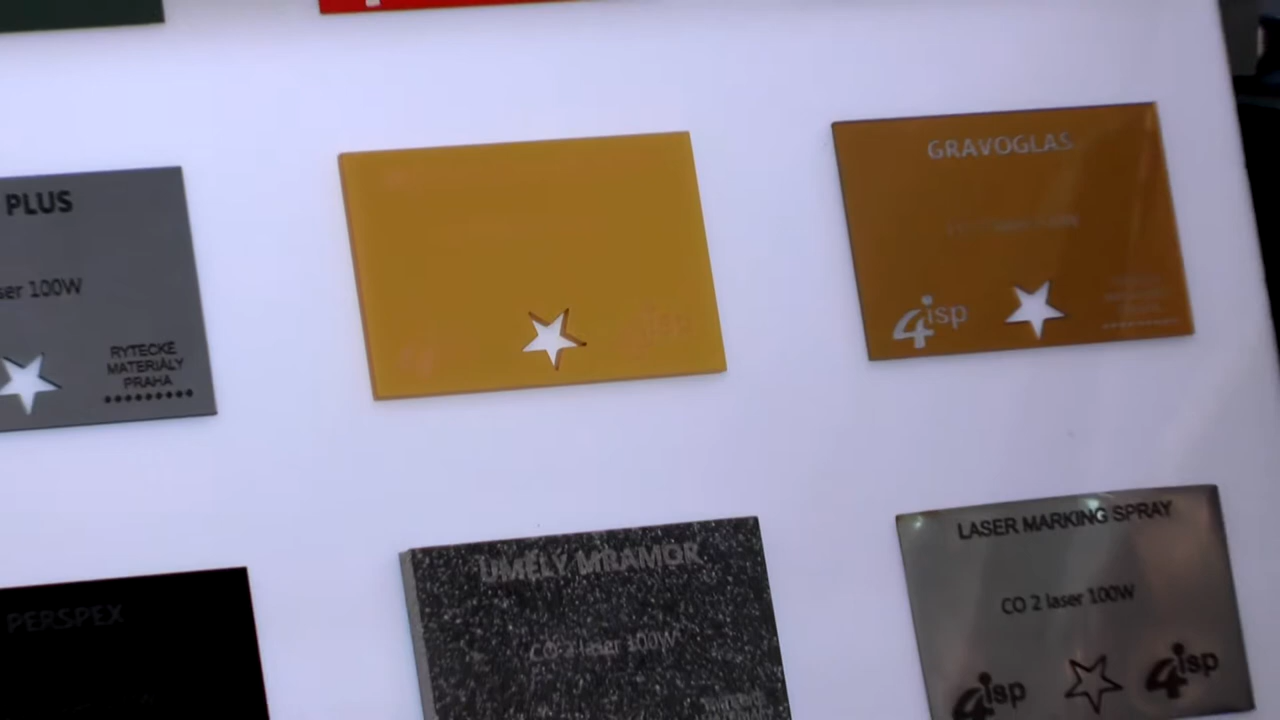 PLUS
ser 100W
RYTECKE
MATERIÁLY
PRAHA
isp
GRAVOGLAS
4isp
PERSPEX
UMĚLÝ MRAMOR
CO 2 laser 100W
LASER MARKING SPRAY
CO 2 laser 100W
4isp
4isp